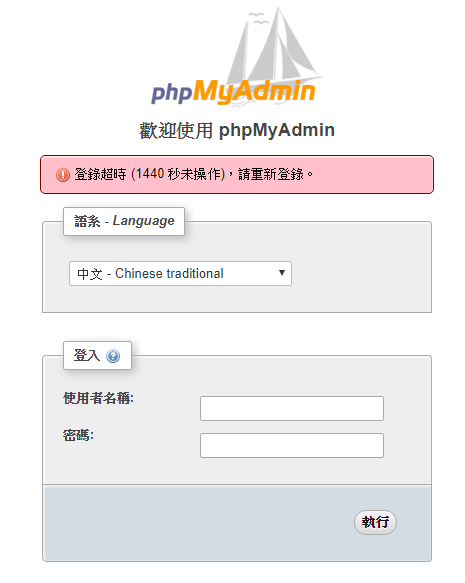 phpMyAdmin
歡迎使用 phpMyAdmin
登錄超時 (1440 秒未操作)，請重新登錄。
語系 - Language
中文 - Chinese traditional
登入
使用者名稱:
密碼:
執行